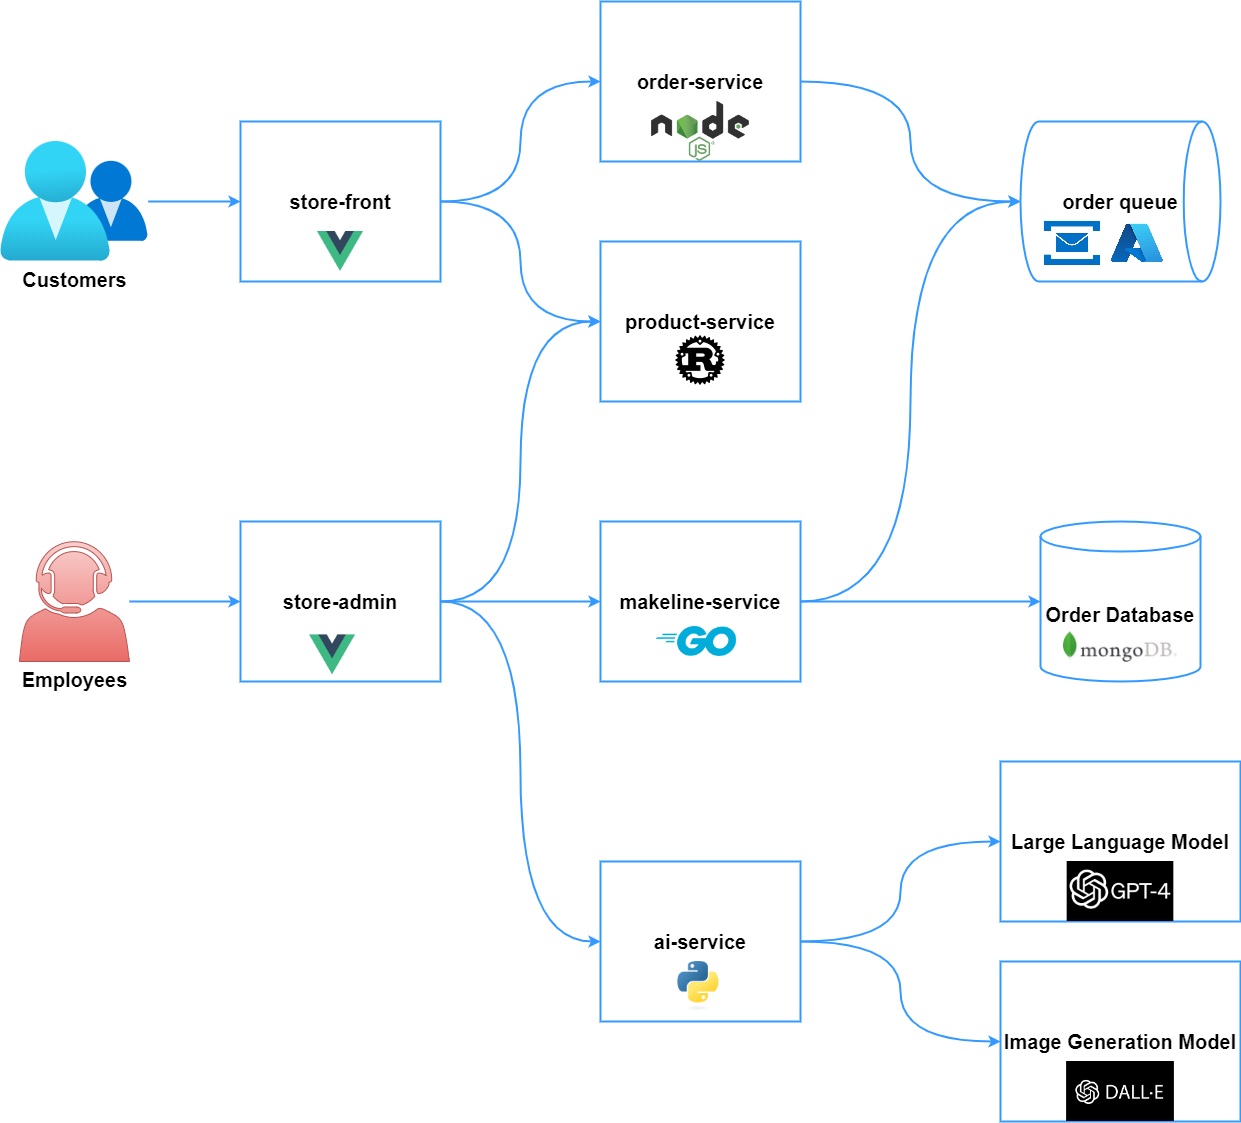 order-service
node
JS
Customers
store-front
order queue
product-service
R
Employees
store-admin
makeline-service
GO
Order Database
mongoDB.
Large Language Model
GPT-4
ai-service
Image Generation Model
DALL·E